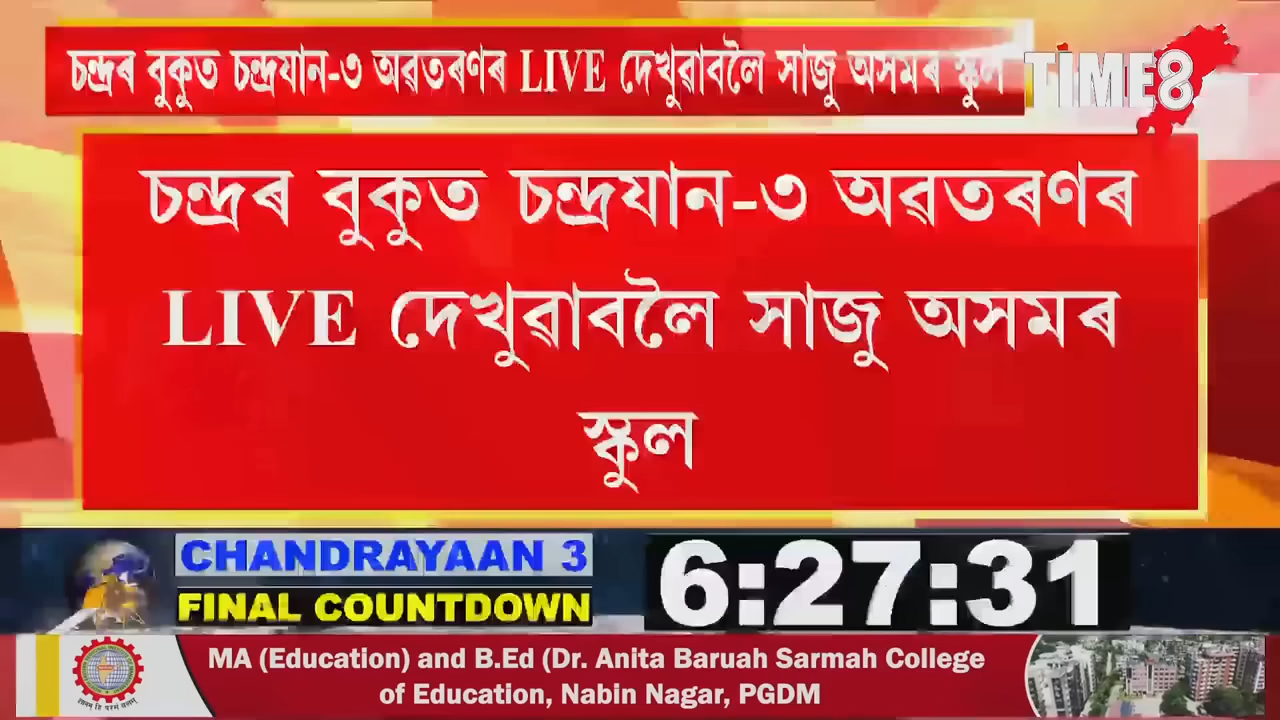 চন্দ্ৰৰ বুকুত চন্দ্ৰযান-৩ অৱতৰণৰ LIVE দেখুৱাবলৈ সাজু অসমৰ স্কুল
TIME8
চন্দ্ৰৰ বুকুত চন্দ্ৰযান-৩ অৱতৰণৰ
LIVE দেখুৱাবলৈ সাজু অসমৰ
স্কুল
CHANDRAYAAN 3
FINAL COUNTDOWN
6:27:31
MA (Education) and B.Ed (Dr. Anita Baruah Sarmah College
of Education, Nabin Nagar, PGDM